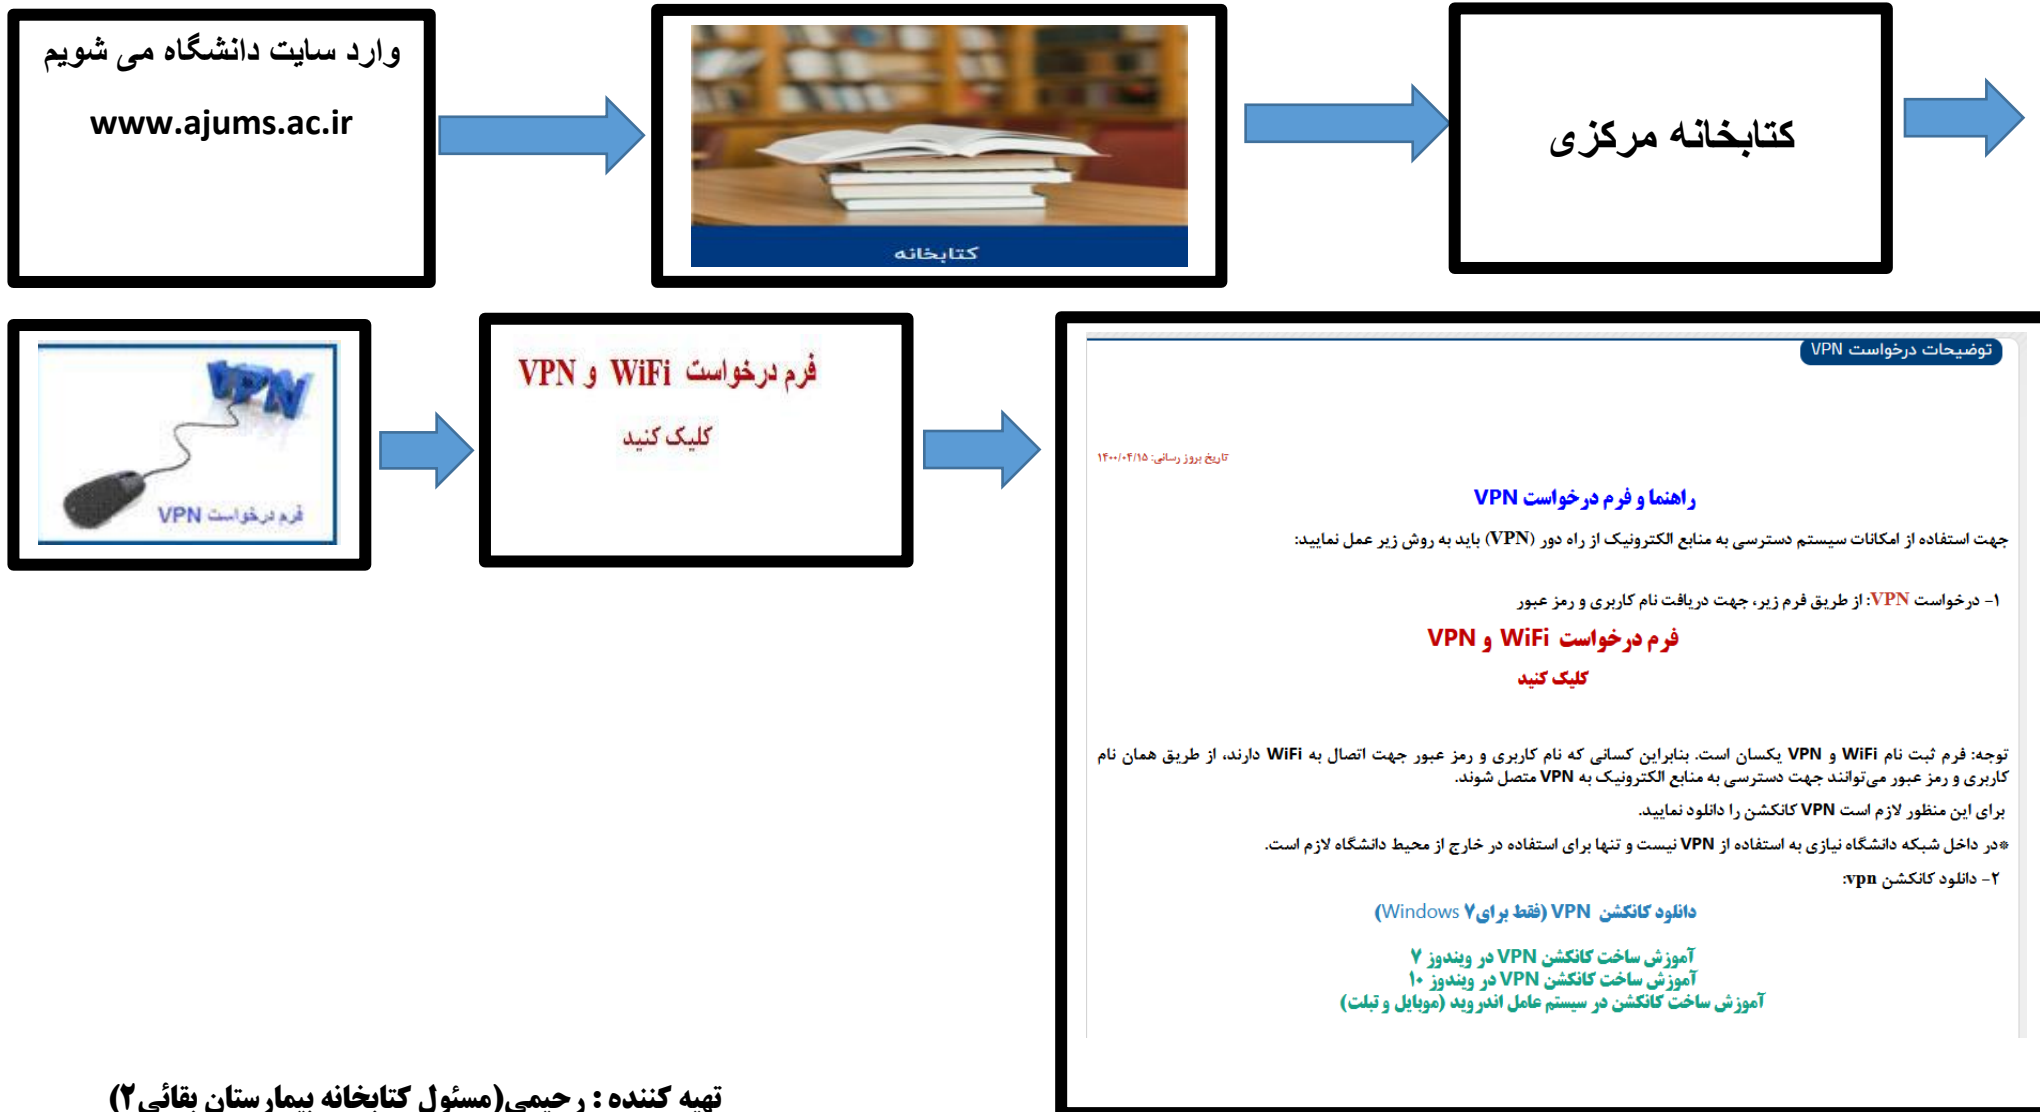 وارد سایت دانشگاه می شویم
www.ajums.ac.ir
کتابخانه
کتابخانه مرکزی
VPN
فرم درخواست VPN
فرم درخواست WiFi و VPN
کلیک کنید
توضیحات درخواست VPN
تاریخ بروز رسانی: ۱۴۰۰/۰۴/۱۵
راهنما و فرم درخواست VPN
جهت استفاده از امکانات سیستم دسترسی به منابع الکترونیک از راه دور (VPN) باید به روش زیر عمل نمایید:
۱- درخواست VPN: از طریق فرم زیر، جهت دریافت نام کاربری و رمز عبور
فرم درخواست WiFi و VPN
کلیک کنید
توجه: فرم ثبت نام WiFi و VPN یکسان است. بنابراین کسانی که نام کاربری و رمز عبور جهت اتصال به WiFi دارند، از طریق همان نام
کاربری و رمز عبور می‌توانند جهت دسترسی به منابع الکترونیک به VPN متصل شوند.
برای این منظور لازم است VPN کانکشن را دانلود نمایید.
*در داخل شبکه دانشگاه نیازی به استفاده از VPN نیست و تنها برای استفاده در خارج از محیط دانشگاه لازم است.
۲- دانلود کانکشن vpn:
دانلود کانکشن VPN (فقط برای Windows ۷)
آموزش ساخت کانکشن VPN در ویندوز ۷
آموزش ساخت کانکشن VPN در ویندوز ۱۰
آموزش ساخت کانکشن در سیستم عامل اندروید (موبایل و تبلت)
تهیه کننده : رحیمی(مسئول کتابخانه بیمارستان بقائی۲)